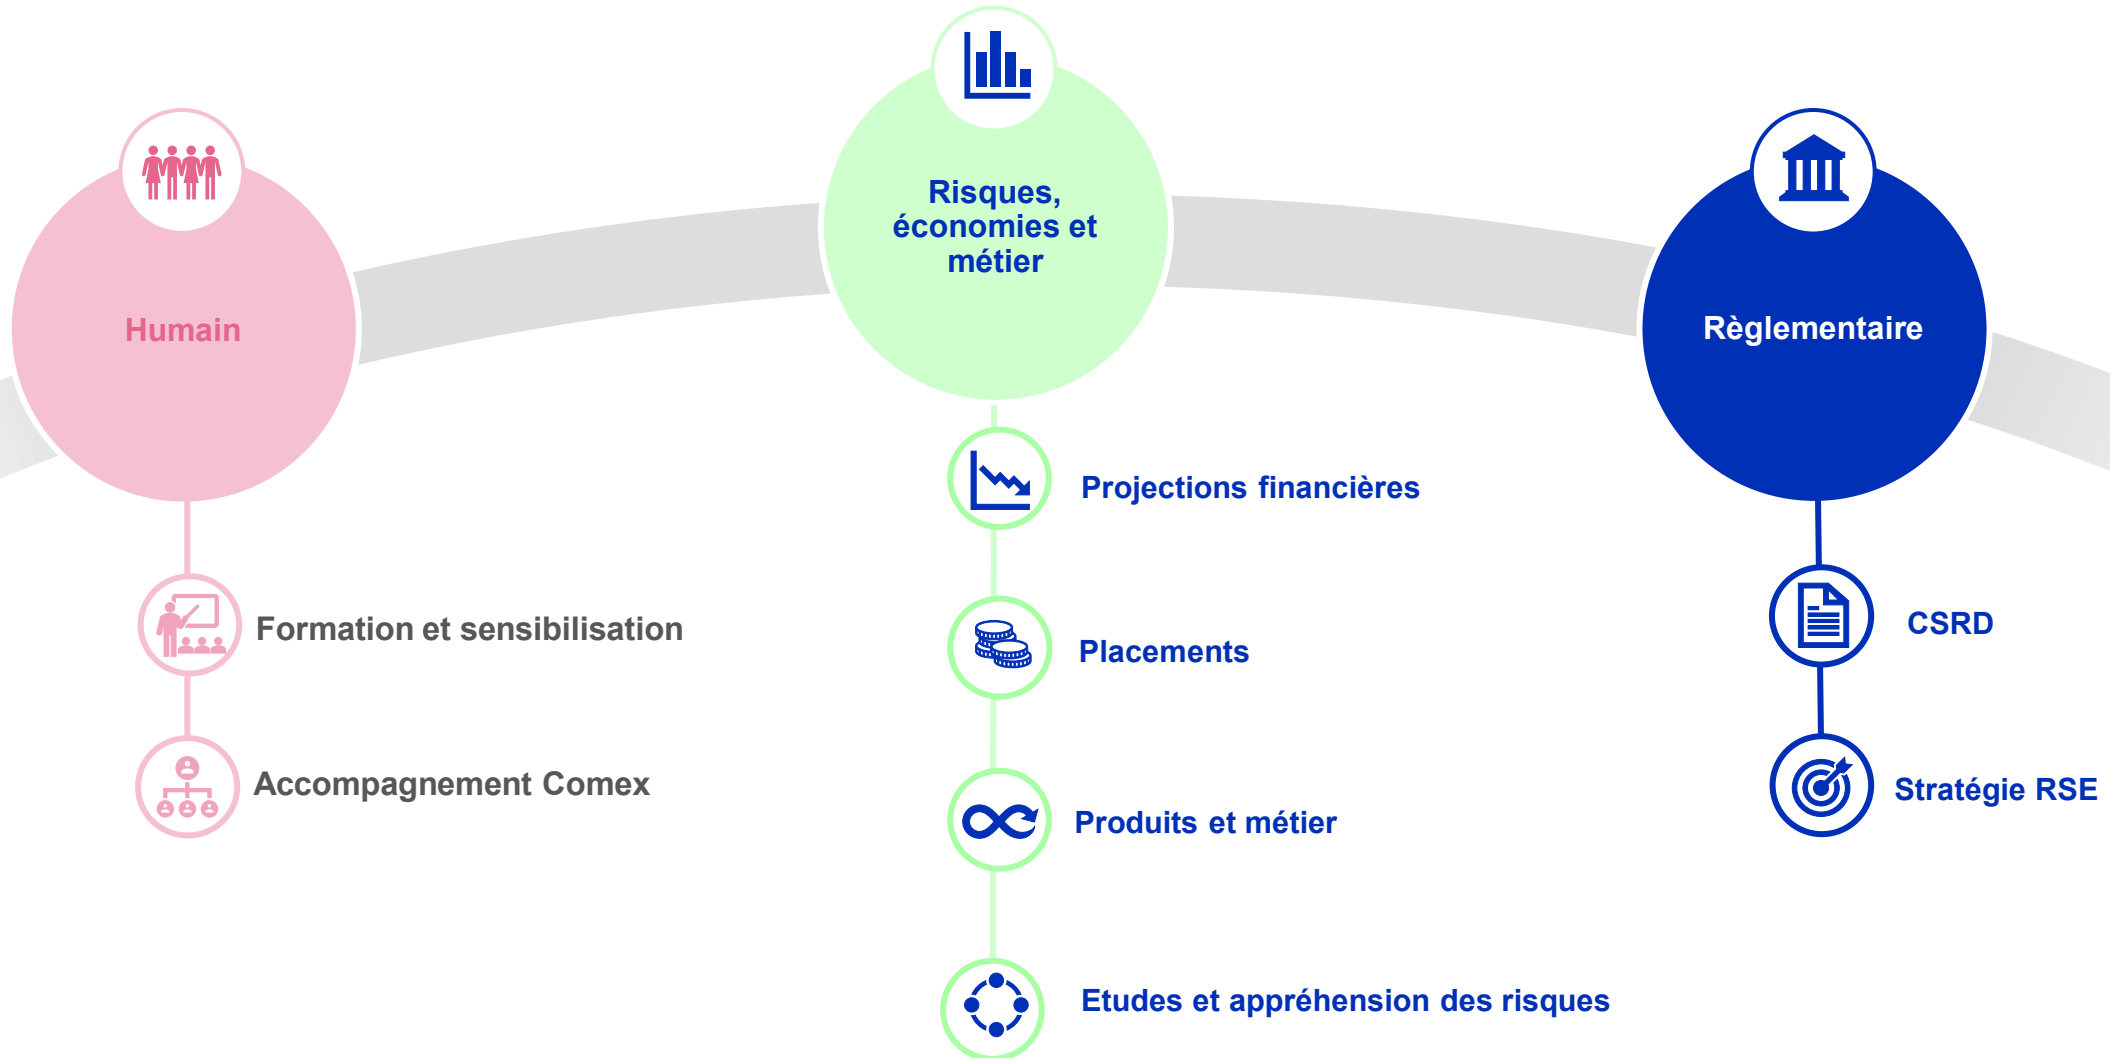 Humain
Formation et sensibilisation
Accompagnement Comex
Risques,
économies et
métier
Projections financières
Placements
Produits et métier
Etudes et appréhension des risques
Règlementaire
CSRD
Stratégie RSE